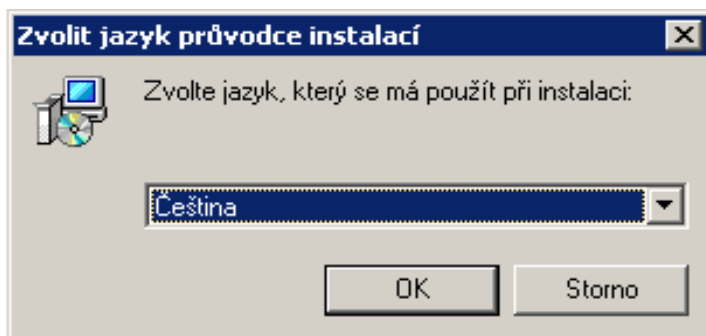 Zvolit jazyk průvodce instalací
Zvolte jazyk, který se má použít při instalaci:
Čeština
OK
Storno